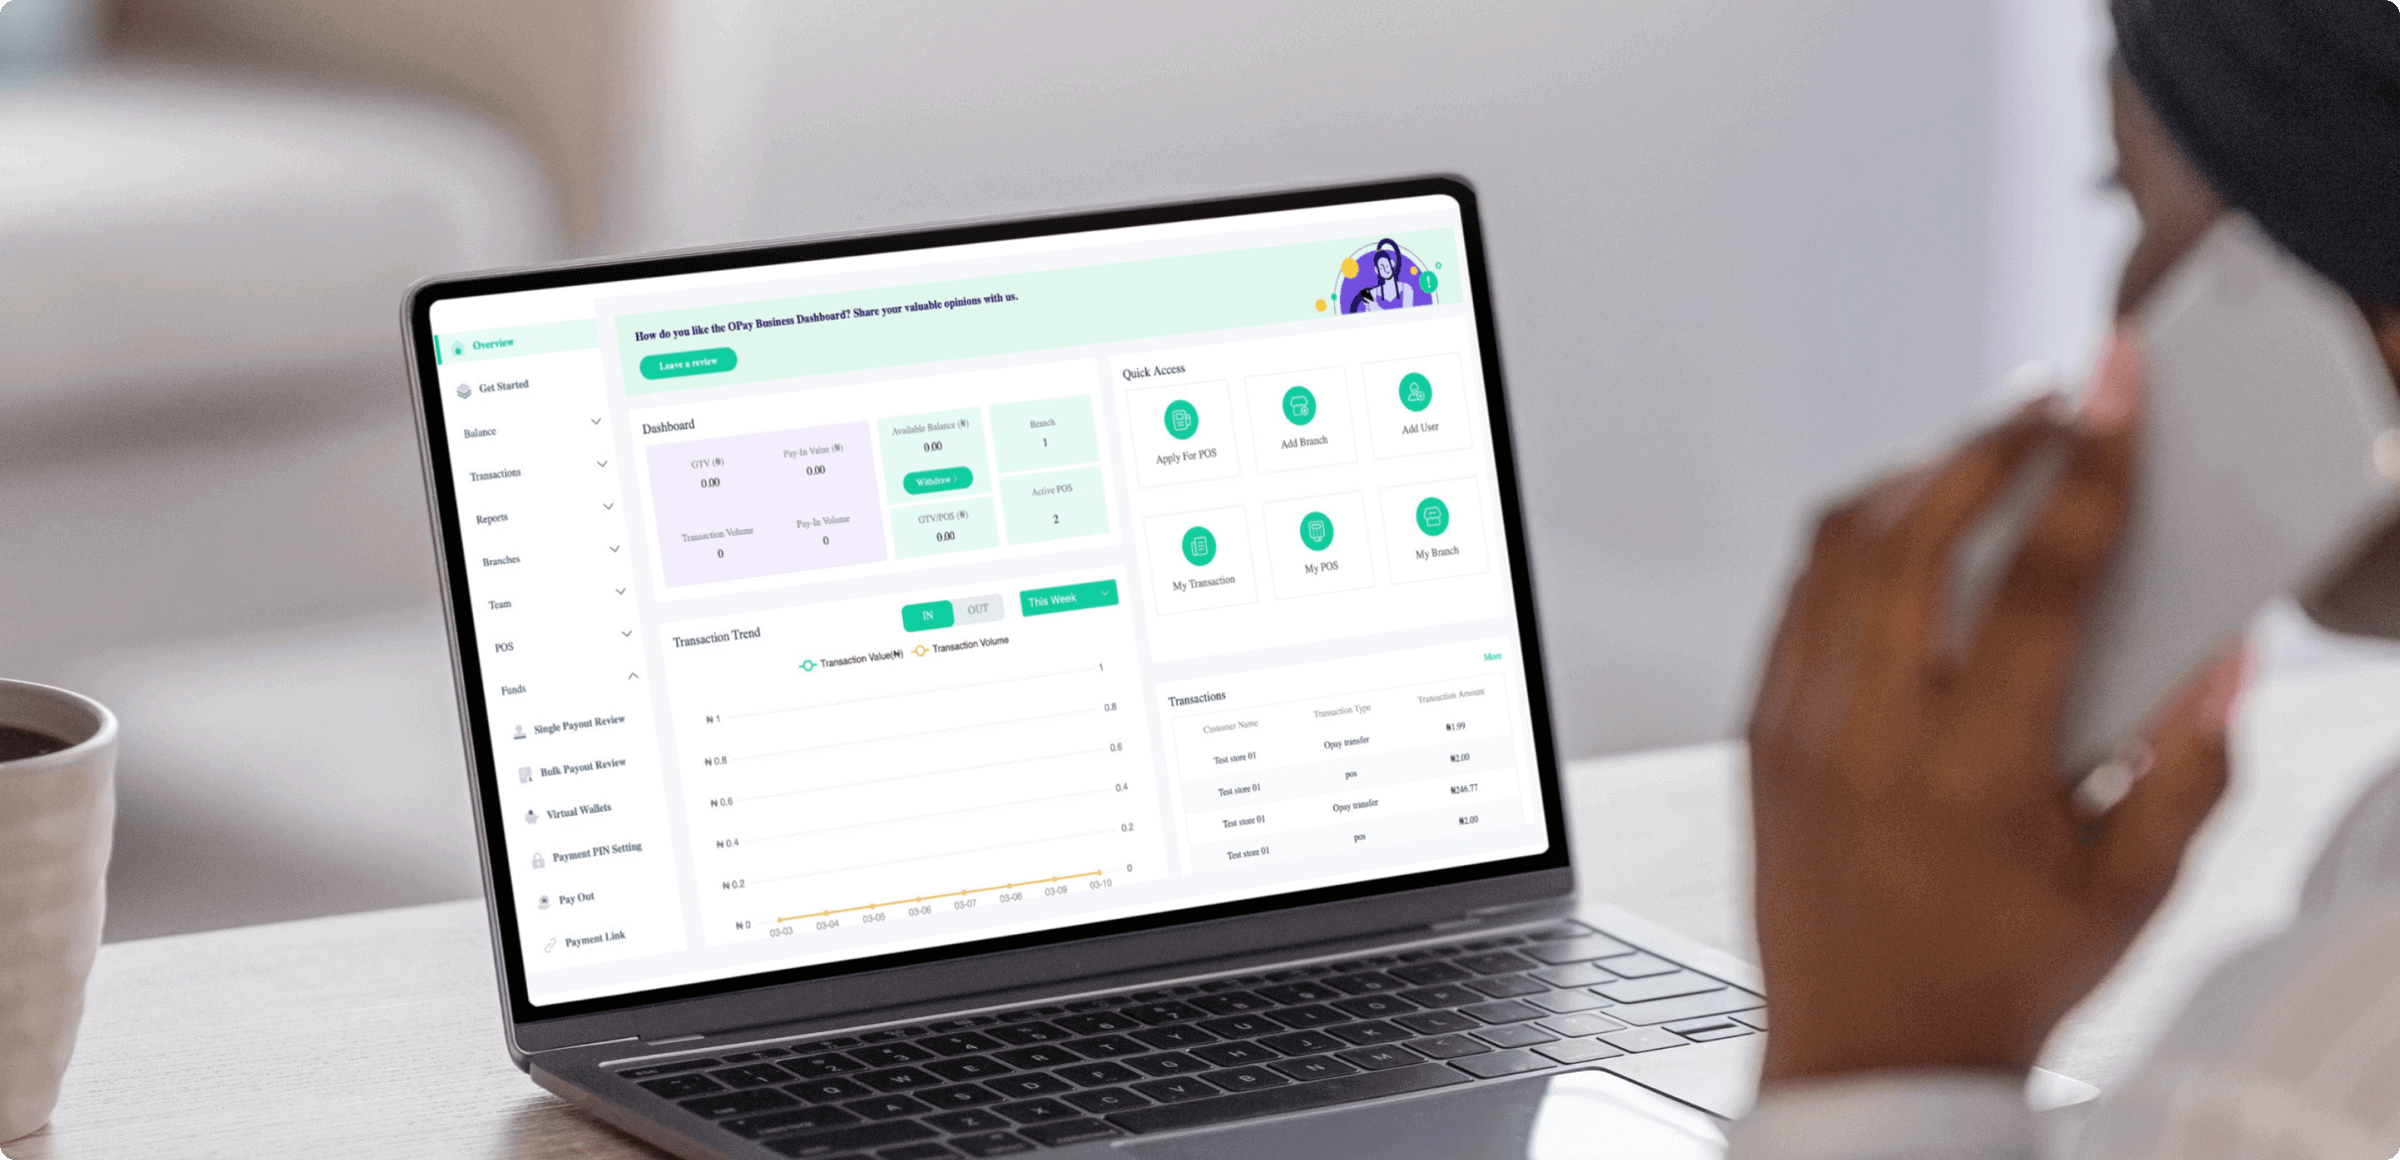 How do you like the OPay Business Dashboard? Share your valuable opinions with us.
Leave a review
Overview
Get Started
Balance
Transactions
Reports
Branches
Team
POS
Funds
Single Payout Review
Bulk Payout Review
Virtual Wallets
Payment PIN Setting
Pay Out
Payment Link
Dashboard
GTV (₦)
0.00
Pay-In Value (₦)
0.00
Transaction Volume
0
Pay-In Volume
0
Available Balance (₦)
0.00
Withdraw
GTV/POS (₦)
0.00
Branch
1
Active POS
2
Quick Access
Apply For POS
Add Branch
Add User
My Transaction
My POS
My Branch
Transaction Trend
IN OUT
This Week
Transaction Value(₦) Transaction Volume
₦ 1 1
₦ 0.8 0.8
₦ 0.6 0.6
₦ 0.4 0.4
₦ 0.2 0.2
₦ 0 0
03-03 03-04 03-05 03-06 03-07 03-08 03-09 03-10
Transactions
More
Customer Name Transaction Type Transaction Amount
Test store 01 Opay transfer ₦1.99
Test store 01 pos ₦2.00
Test store 01 Opay transfer ₦246.77
Test store 01 pos ₦2.00
Q W E R T Y U I O P
A S D F G H J K L
Z X C V B N M